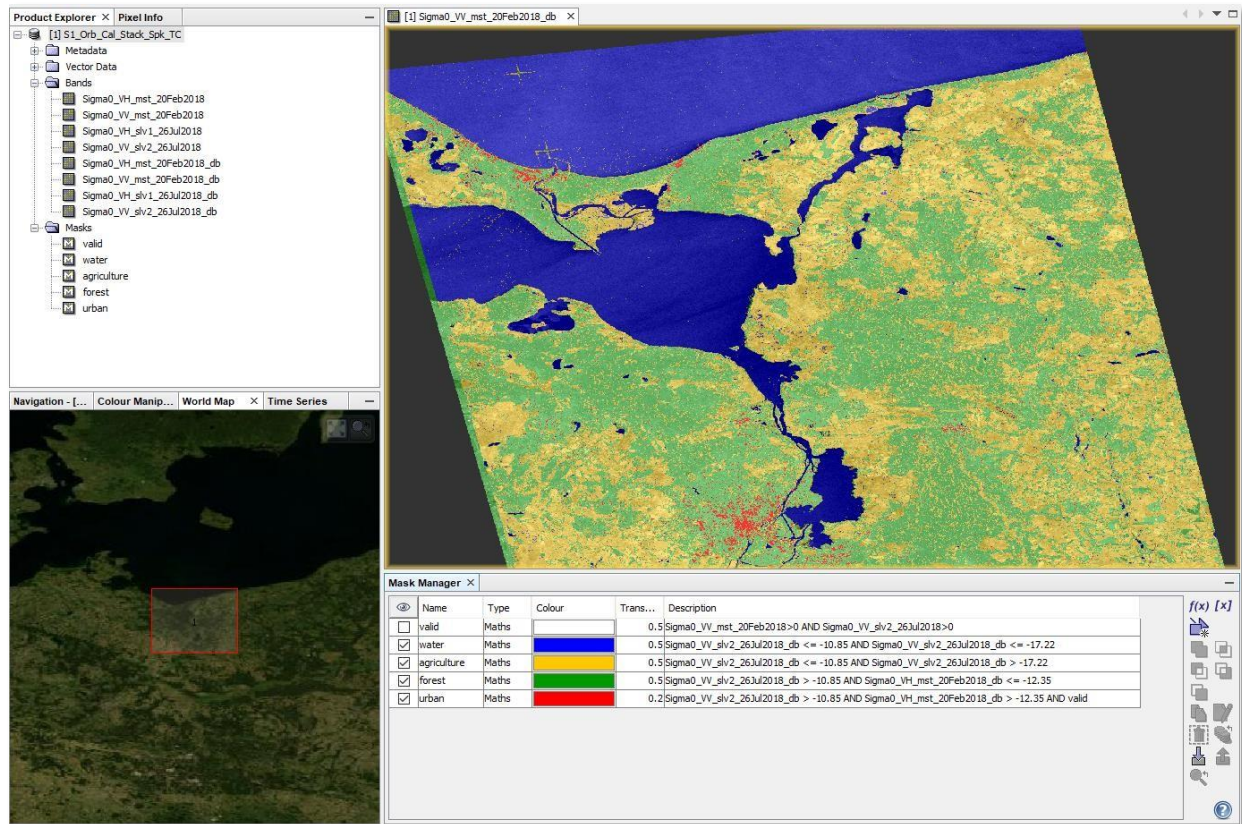 Product Explorer × Pixel Info
[1] S1_Orb_Cal_Stack_Spk_TC
Metadata
Vector Data
Bands
Sigma0_VH_mst_20Feb2018
Sigma0_VV_mst_20Feb2018
Sigma0_VH_slv1_26Jul2018
Sigma0_VV_slv2_26Jul2018
Sigma0_VH_mst_20Feb2018_db
Sigma0_VV_mst_20Feb2018_db
Sigma0_VH_slv1_26Jul2018_db
Sigma0_VV_slv2_26Jul2018_db
Masks
valid
water
agriculture
forest
urban
Navigation - [... Colour Manip... World Map × Time Series
1
[1] Sigma0_VV_mst_20Feb2018_db ×
Mask Manager ×
Name Type Colour Trans... Description
valid Maths 0.5 Sigma0_VV_mst_20Feb2018>0 AND Sigma0_VV_slv2_26Jul2018>0
water Maths 0.5 Sigma0_VV_slv2_26Jul2018_db <= -10.85 AND Sigma0_VV_slv2_26Jul2018_db <= -17.22
agriculture Maths 0.5 Sigma0_VV_slv2_26Jul2018_db <= -10.85 AND Sigma0_VV_slv2_26Jul2018_db > -17.22
forest Maths 0.5 Sigma0_VV_slv2_26Jul2018_db > -10.85 AND Sigma0_VH_mst_20Feb2018_db <= -12.35
urban Maths 0.2 Sigma0_VV_slv2_26Jul2018_db > -10.85 AND Sigma0_VH_mst_20Feb2018_db > -12.35 AND valid
f(x) [x]